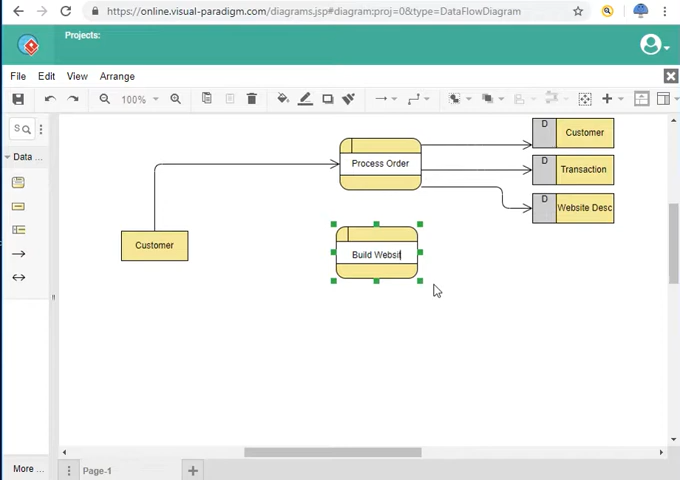 https://online.visual-paradigm.com/diagrams.jsp#diagram:proj=0&type=DataFlowDiagram
Projects:
File Edit View Arrange
100%
S
Data ...
D Customer
Process Order
D Transaction
D Website Desc
Customer
Build Websit
More ...
Page-1